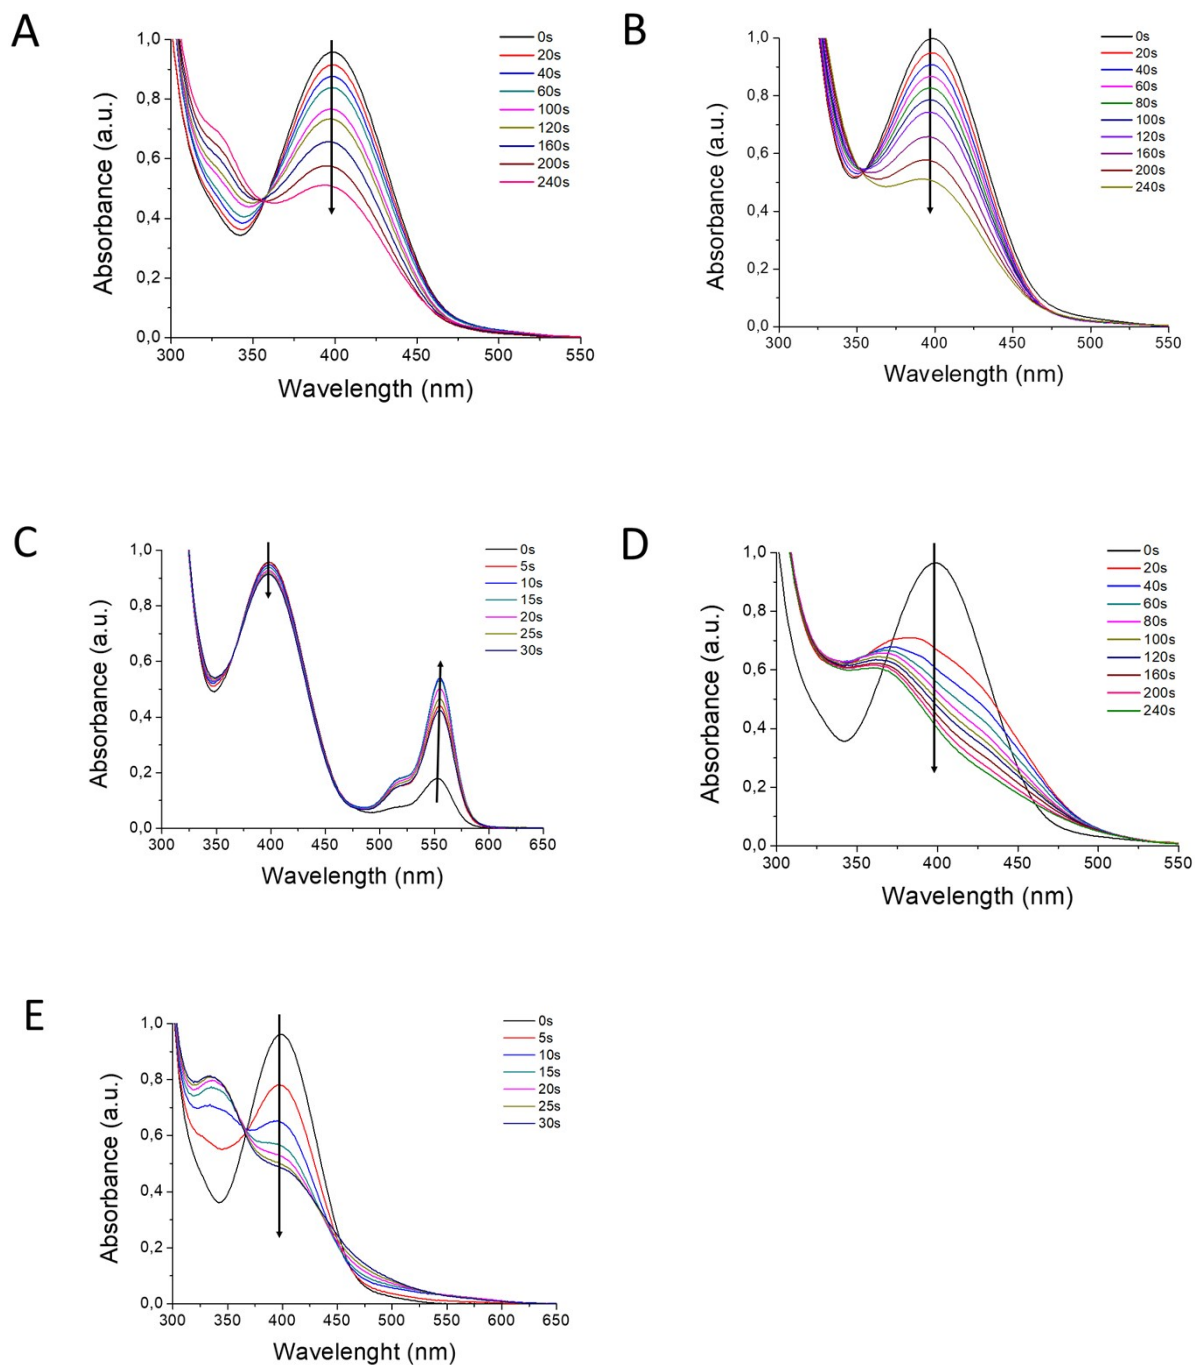 A
Absorbance (a.u.)
1,0
0,8
0,6
0,4
0,2
0,0
300 350 400 450 500 550
Wavelength (nm)
0s
20s
40s
60s
100s
120s
160s
200s
240s
B
Absorbance (a.u.)
1,0
0,8
0,6
0,4
0,2
0,0
300 350 400 450 500 550
Wavelength (nm)
0s
20s
40s
60s
80s
100s
120s
160s
200s
240s
C
Absorbance (a.u.)
1,0
0,8
0,6
0,4
0,2
0,0
300 350 400 450 500 550 600 650
Wavelength (nm)
0s
5s
10s
15s
20s
25s
30s
D
Absorbance (a.u.)
1,0
0,8
0,6
0,4
0,2
0,0
300 350 400 450 500 550
Wavelength (nm)
0s
20s
40s
60s
80s
100s
120s
160s
200s
240s
E
Absorbance (a.u.)
1,0
0,8
0,6
0,4
0,2
0,0
300 350 400 450 500 550 600 650
Wavelenght (nm)
0s
5s
10s
15s
20s
25s
30s